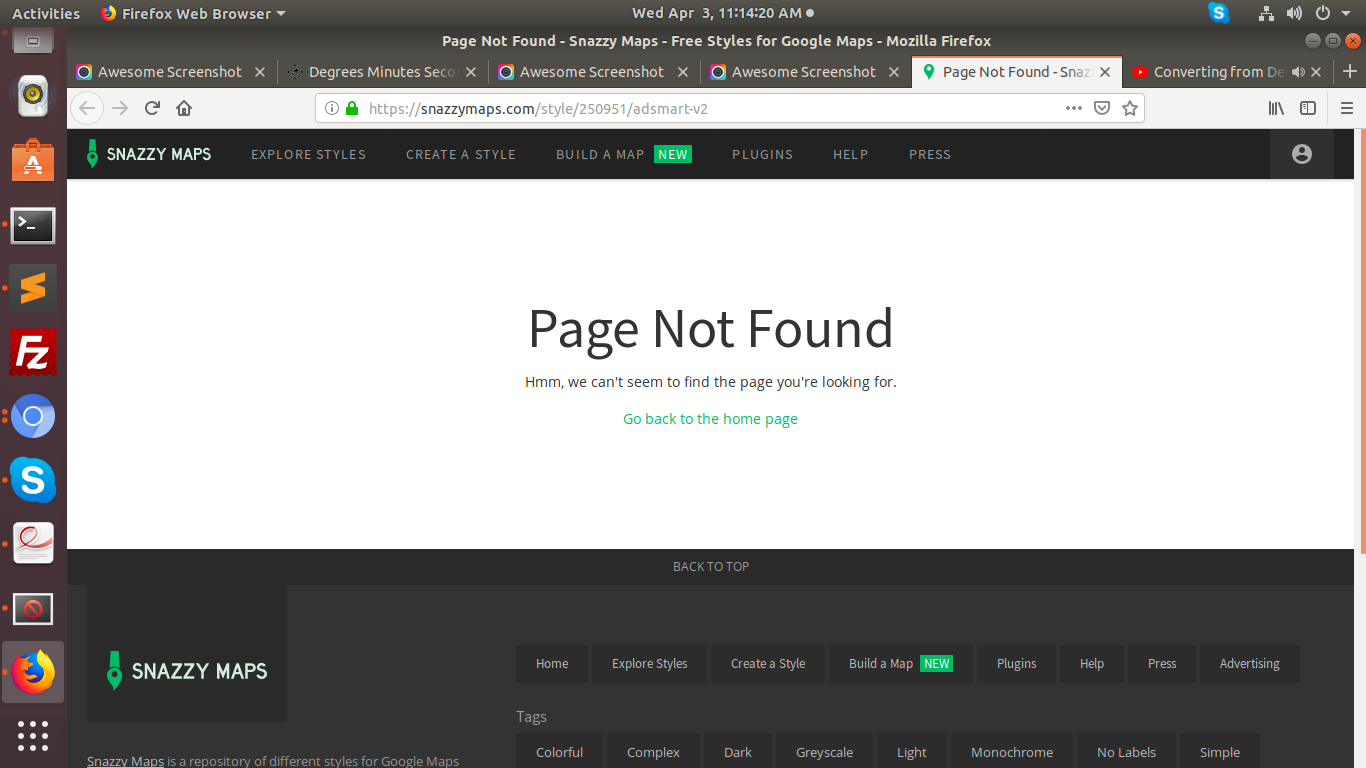 Activities
Firefox Web Browser
Wed Apr 3, 11:14:20 AM
Page Not Found - Snazzy Maps - Free Styles for Google Maps - Mozilla Firefox
Awesome Screenshot
Degrees Minutes Seco
Awesome Screenshot
Awesome Screenshot
Page Not Found - Snaz
Converting from De
https://snazzymaps.com/style/250951/adsmart-v2
SNAZZY MAPS
EXPLORE STYLES
CREATE A STYLE
BUILD A MAP NEW
PLUGINS
HELP
PRESS
Page Not Found
Hmm, we can't seem to find the page you're looking for.
Go back to the home page
BACK TO TOP
SNAZZY MAPS
Home
Explore Styles
Create a Style
Build a Map NEW
Plugins
Help
Press
Advertising
Tags
Colorful
Complex
Dark
Greyscale
Light
Monochrome
No Labels
Simple
Snazzy Maps is a repository of different styles for Google Maps